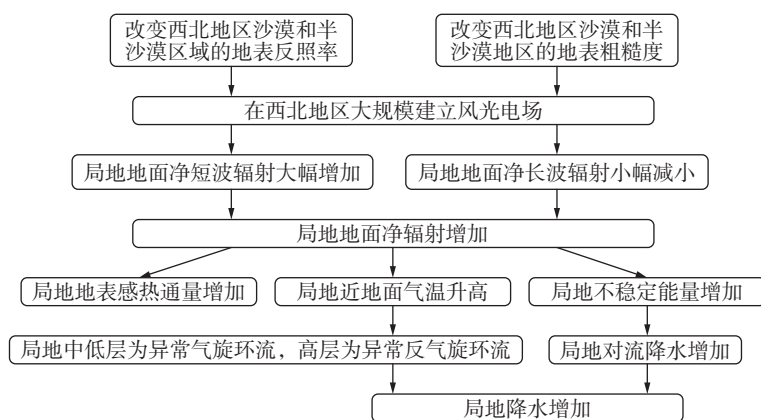 改变西北地区沙漠和半
沙漠区域的地表反照率
改变西北地区沙漠和半
沙漠地区的地表粗糙度
在西北地区大规模建立风光电场
局地地面净短波辐射大幅增加
局地地面净长波辐射小幅减小
局地地面净辐射增加
局地地表感热通量增加
局地近地面气温升高
局地不稳定能量增加
局地中低层为异常气旋环流，高层为异常反气旋环流
局地对流降水增加
局地降水增加